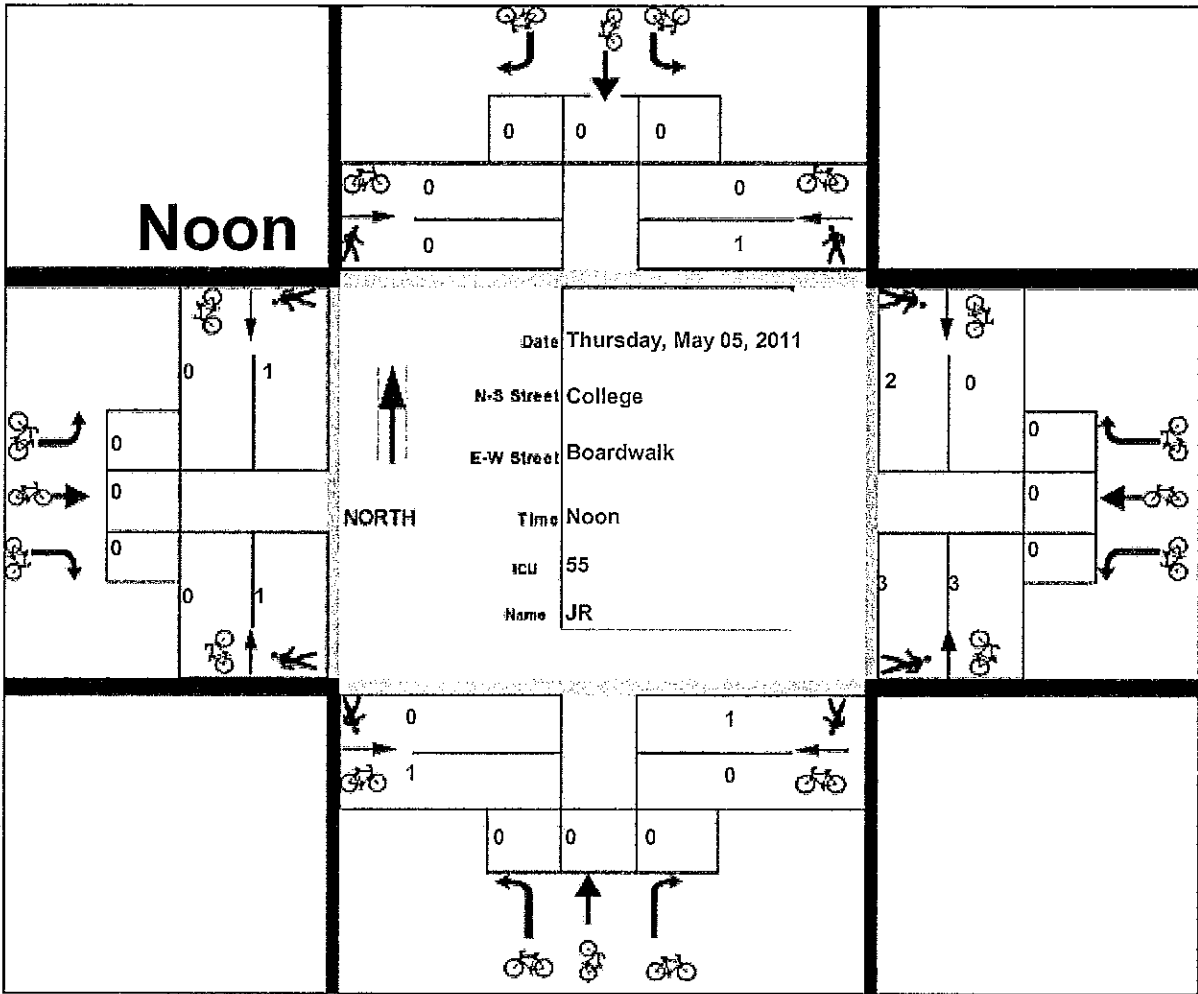 0 0 0
0 0
Noon
0 1
Date Thursday, May 05, 2011
0 1
2 0
N-S Street College
0 0
E-W Street Boardwalk
0 0
NORTH
Time Noon
0 0
ICU 55
0 1
3 3
Name JR
0 1
1 0
0 0 0